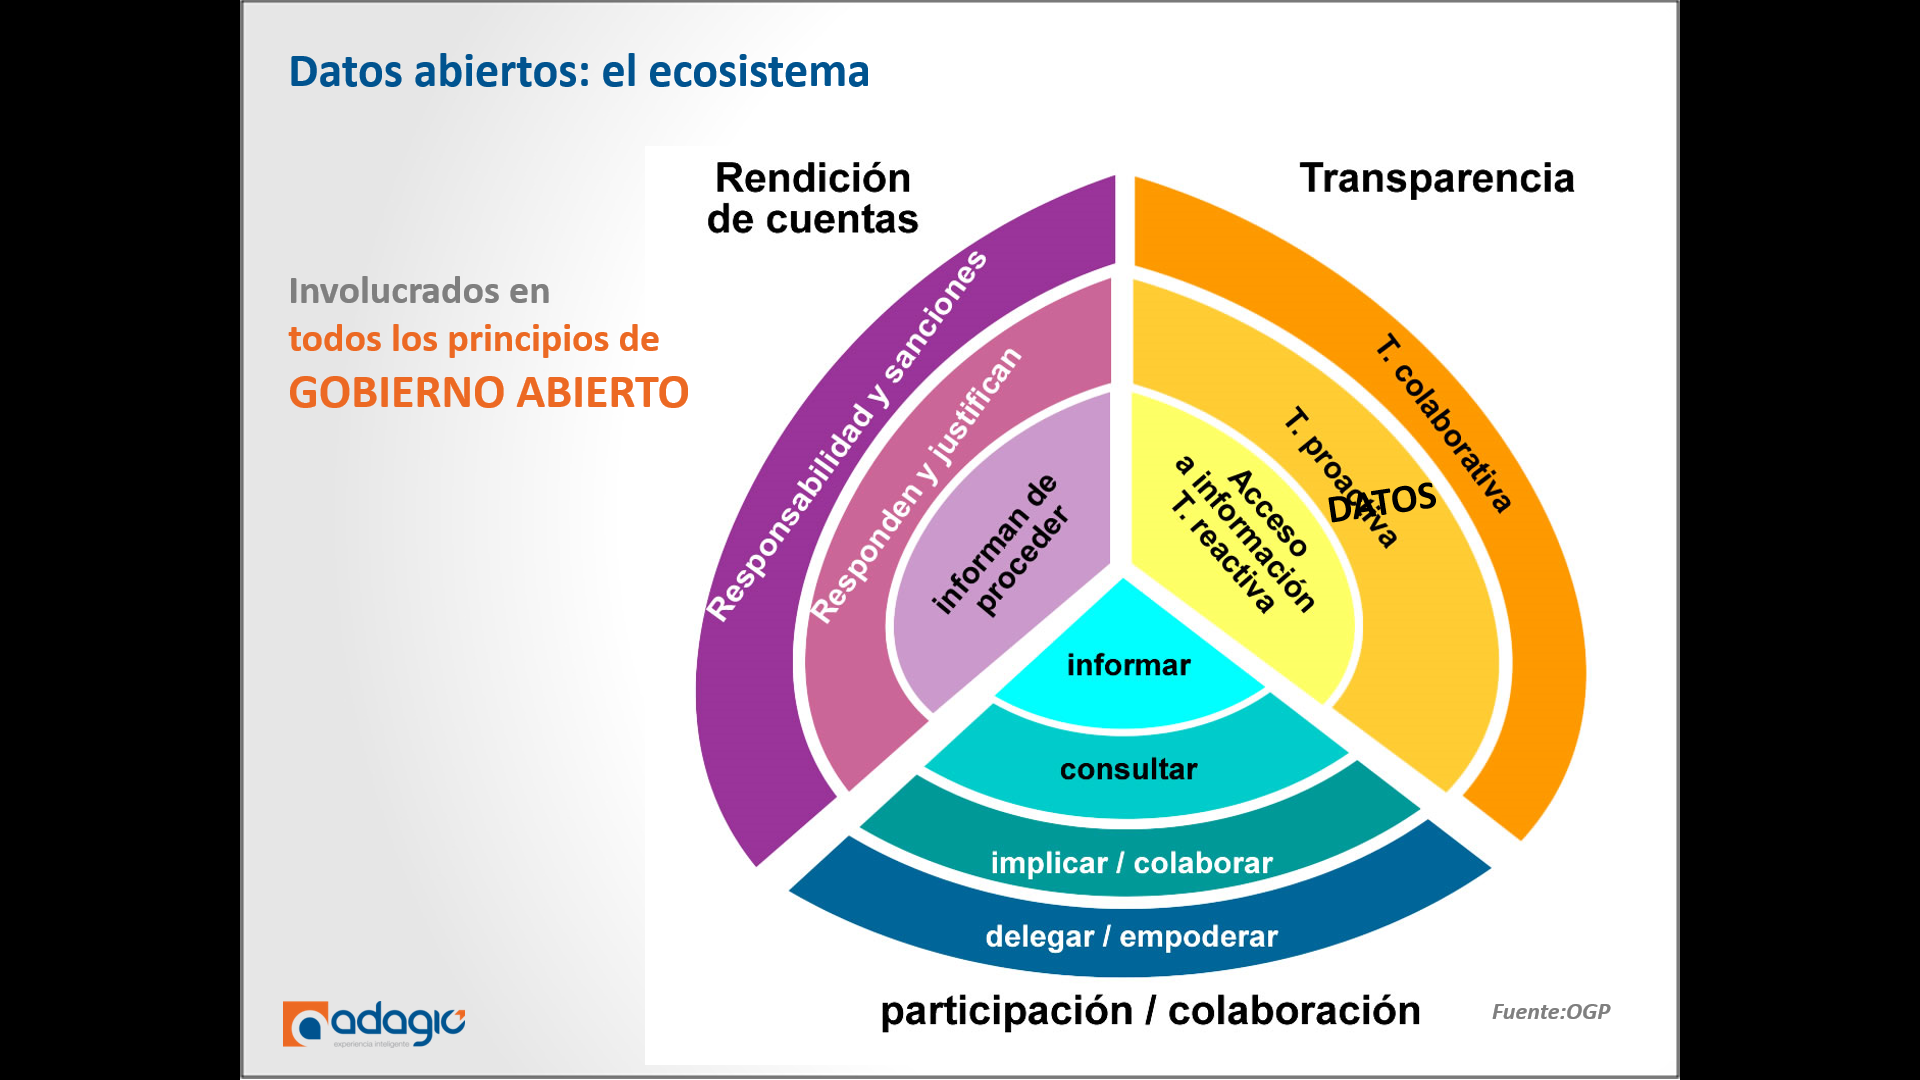 Datos abiertos: el ecosistema
Involucrados en
todos los principios de
GOBIERNO ABIERTO
Rendición
de cuentas
Transparencia
Responsabilidad y sanciones
Responden y justifican
informan de
proceder
T. colaborativa
T. proactiva
DATOS
Acceso
a información
T. reactiva
informar
consultar
implicar / colaborar
delegar / empoderar
participación / colaboración
Fuente:OGP
adagio
experiencia inteligente